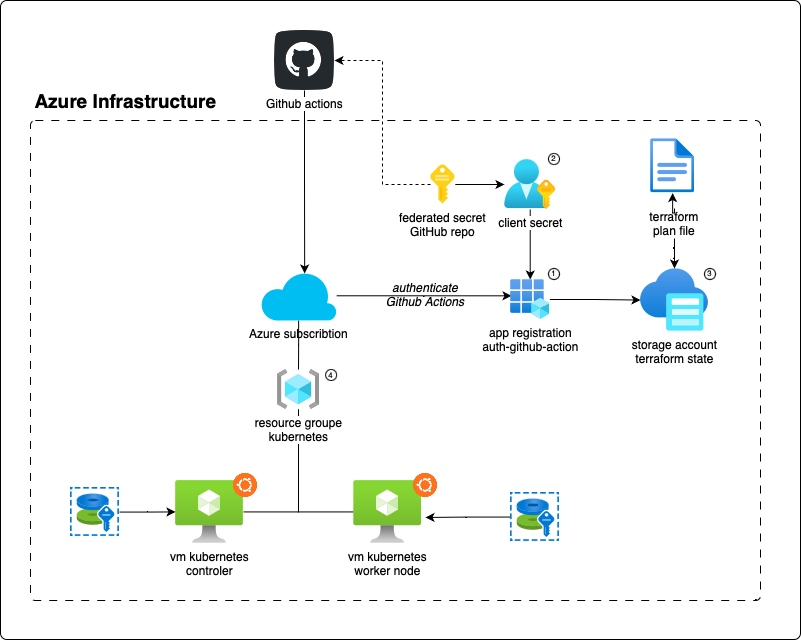 Github actions
Azure Infrastructure
2
federated secret
GitHub repo
client secret
terraform
plan file
authenticate
Github Actions
1
3
Azure subscribtion
app registration
auth-github-action
storage account
terraform state
4
resource groupe
kubernetes
vm kubernetes
controler
vm kubernetes
worker node